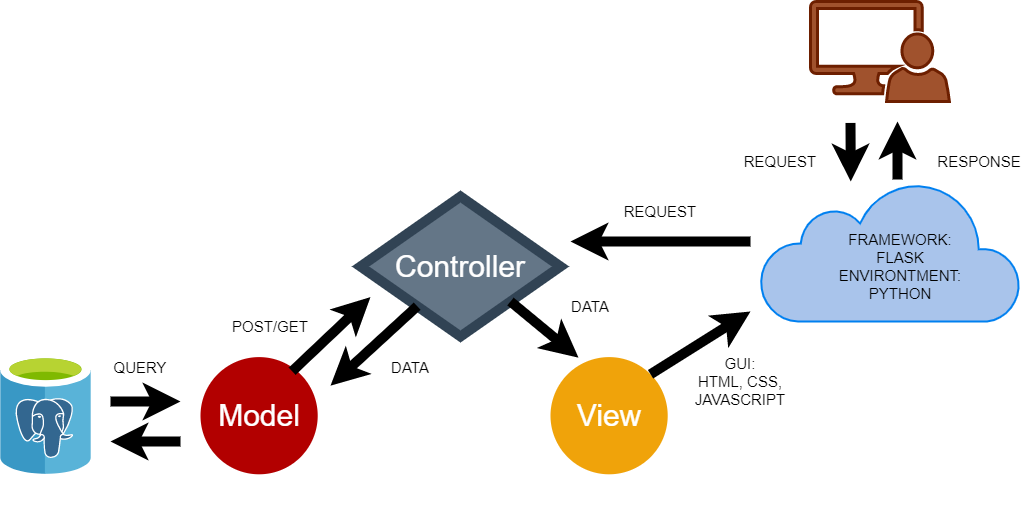 REQUEST
RESPONSE
REQUEST
FRAMEWORK:
FLASK
ENVIRONTMENT:
PYTHON
Controller
POST/GET
DATA
DATA
QUERY
GUI:
HTML, CSS,
JAVASCRIPT
Model
View